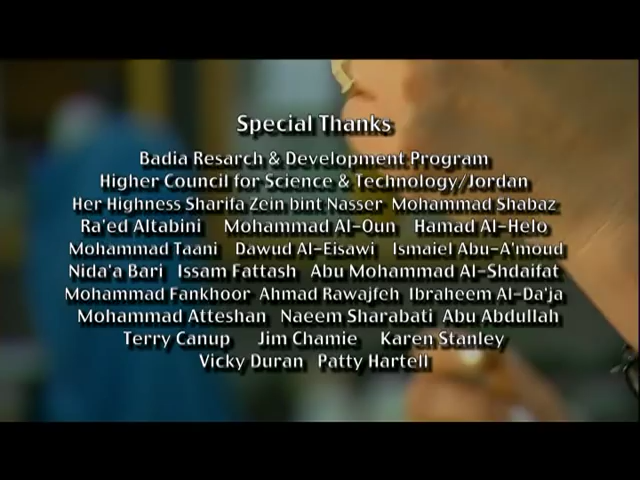 Special Thanks
Badia Resarch & Development Program
Higher Council for Science & Technology/Jordan
Her Highness Sharifa Zein bint Nasser Mohammad Shabaz
Ra'ed Altabini Mohammad Al-Oun Hamad Al-Helo
Mohammad Taani Dawud Al-Eisawi Ismaiel Abu-A'moud
Nida'a Bari Issam Fattash Abu Mohammad Al-Shdaifat
Mohammad Fankhoor Ahmad Rawajfeh Ibraheem Al-Da'ja
Mohammad Atteshan Naeem Sharabati Abu Abdullah
Terry Canup Jim Chamie Karen Stanley
Vicky Duran Patty Hartell